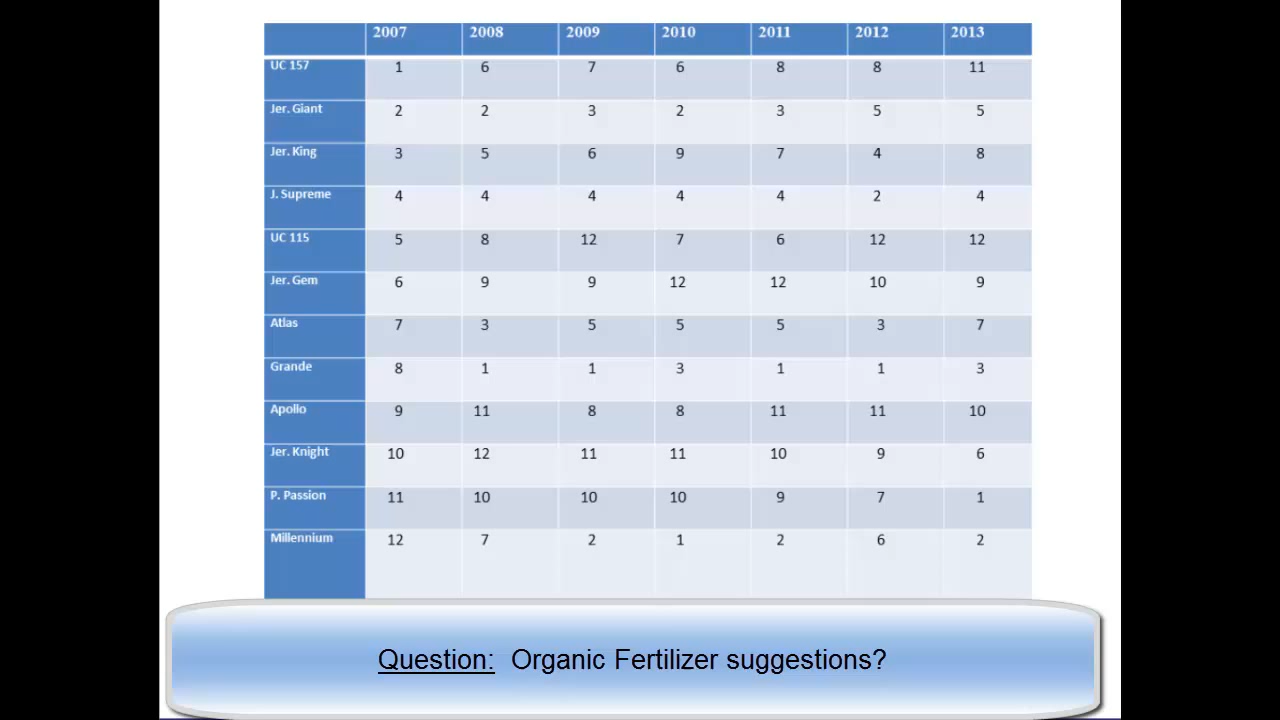 2007 2008 2009 2010 2011 2012 2013
UC 157 1 6 7 6 8 8 11
Jer. Giant 2 2 3 2 3 5 5
Jer. King 3 5 6 9 7 4 8
J. Supreme 4 4 4 4 4 2 4
UC 115 5 8 12 7 6 12 12
Jer. Gem 6 9 9 12 12 10 9
Atlas 7 3 5 5 5 3 7
Grande 8 1 1 3 1 1 3
Apollo 9 11 8 8 11 11 10
Jer. Knight 10 12 11 11 10 9 6
P. Passion 11 10 10 10 9 7 1
Millennium 12 7 2 1 2 6 2
Question: Organic Fertilizer suggestions?